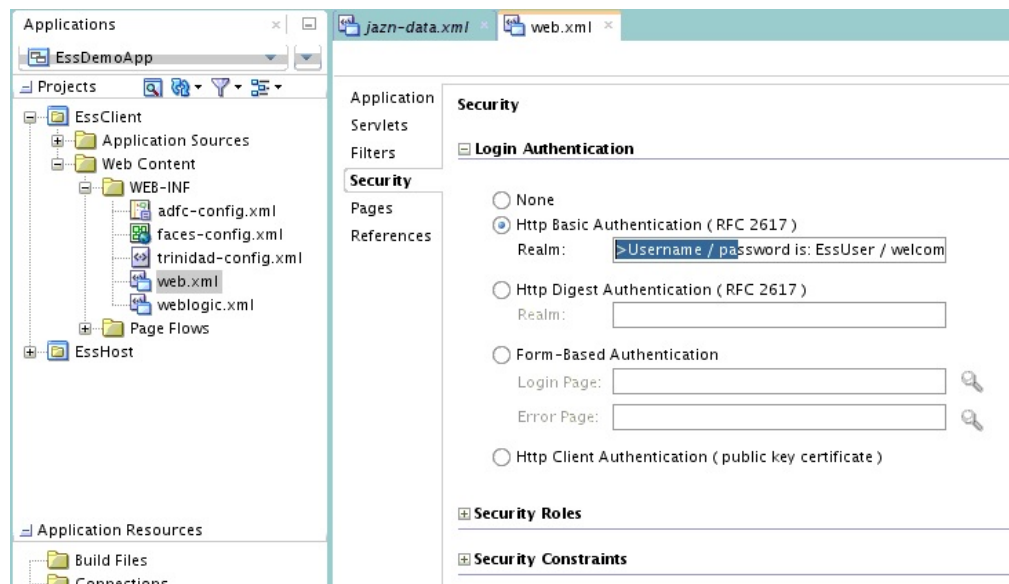 Applications
EssDemoApp
Projects
EssClient
Application Sources
Web Content
WEB-INF
adfc-config.xml
faces-config.xml
trinidad-config.xml
web.xml
weblogic.xml
Page Flows
EssHost
Application Resources
Build Files
Connections
jazn-data.xml
web.xml
Application
Servlets
Filters
Security
Pages
References
Security
Login Authentication
None
Http Basic Authentication ( RFC 2617 )
Realm: >Username / password is: EssUser / welcom
Http Digest Authentication ( RFC 2617 )
Realm:
Form-Based Authentication
Login Page:
Error Page:
Http Client Authentication ( public key certificate )
Security Roles
Security Constraints